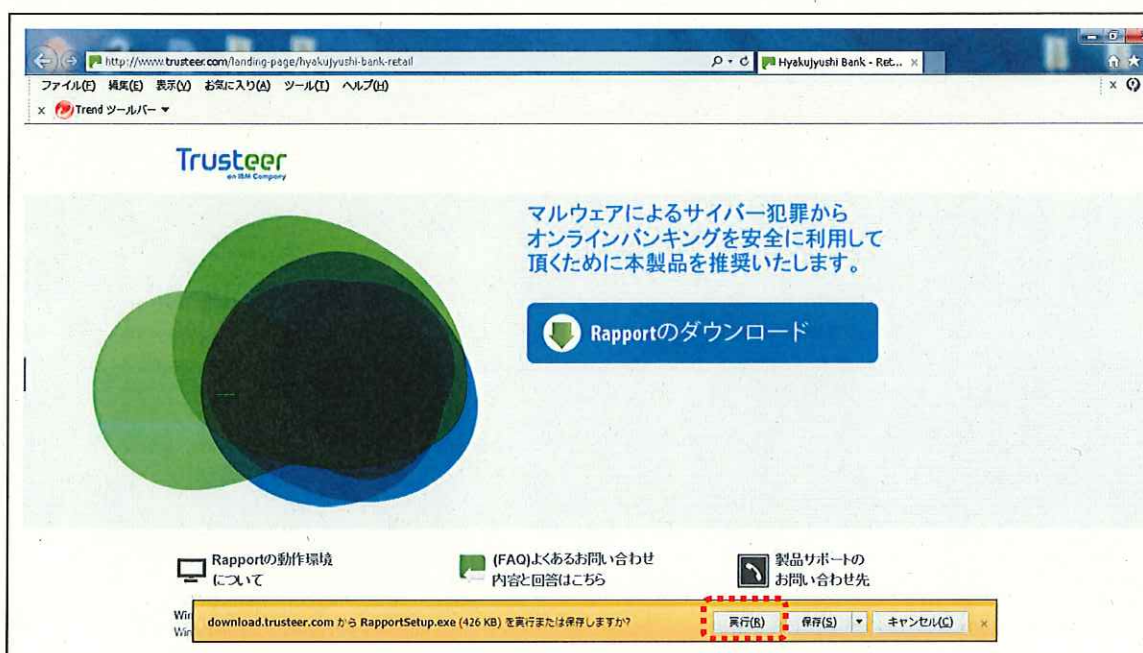 http://www.trusteer.com/landing-page/hyakujyushi-bank-retail
Hyakujyushi Bank - Ret...
ファイル(F) 編集(E) 表示(V) お気に入り(A) ツール(T) ヘルプ(H)
x Trend ツールバー ▼
Trusteer
an IBM Company
マルウェアによるサイバー犯罪から
オンラインバンキングを安全に利用して
頂くために本製品を推奨いたします。
Rapportのダウンロード
Rapportの動作環境
について
(FAQ)よくあるお問い合わせ
内容と回答はこちら
製品サポートの
お問い合わせ先
Win
Win
download.trusteer.com から RapportSetup.exe (426 KB) を実行または保存しますか?
実行(R)
保存(S)
キャンセル(C)